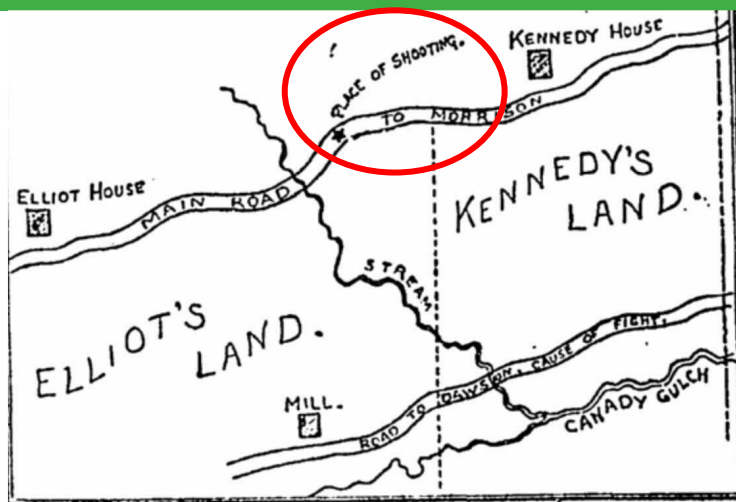 PLACE OF SHOOTING.
KENNEDY HOUSE
TO MORRISON
ELLIOT HOUSE
MAIN ROAD
KENNEDY'S
LAND.
STREAM
ELLIOT'S
LAND.
ROAD TO DAWSON, CAUSE OF FIGHT.
MILL.
CANADY GULCH